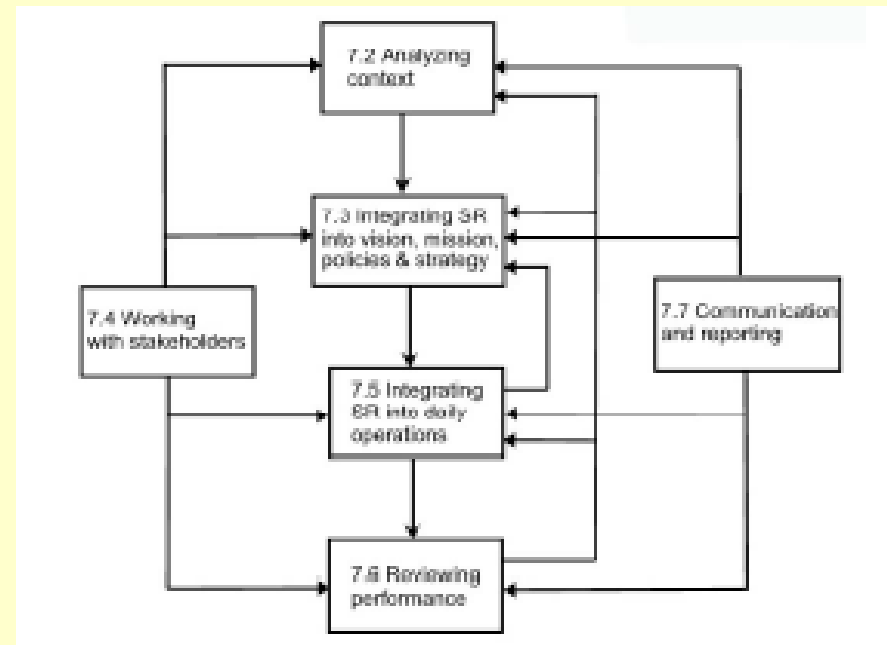 7.2 Analyzing
context
7.3 Integrating SR
into vision, mission,
policies & strategy
7.4 Working
with stakeholders
7.7 Communication
and reporting
7.5 Integrating
SR into daily
operations
7.6 Reviewing
performance